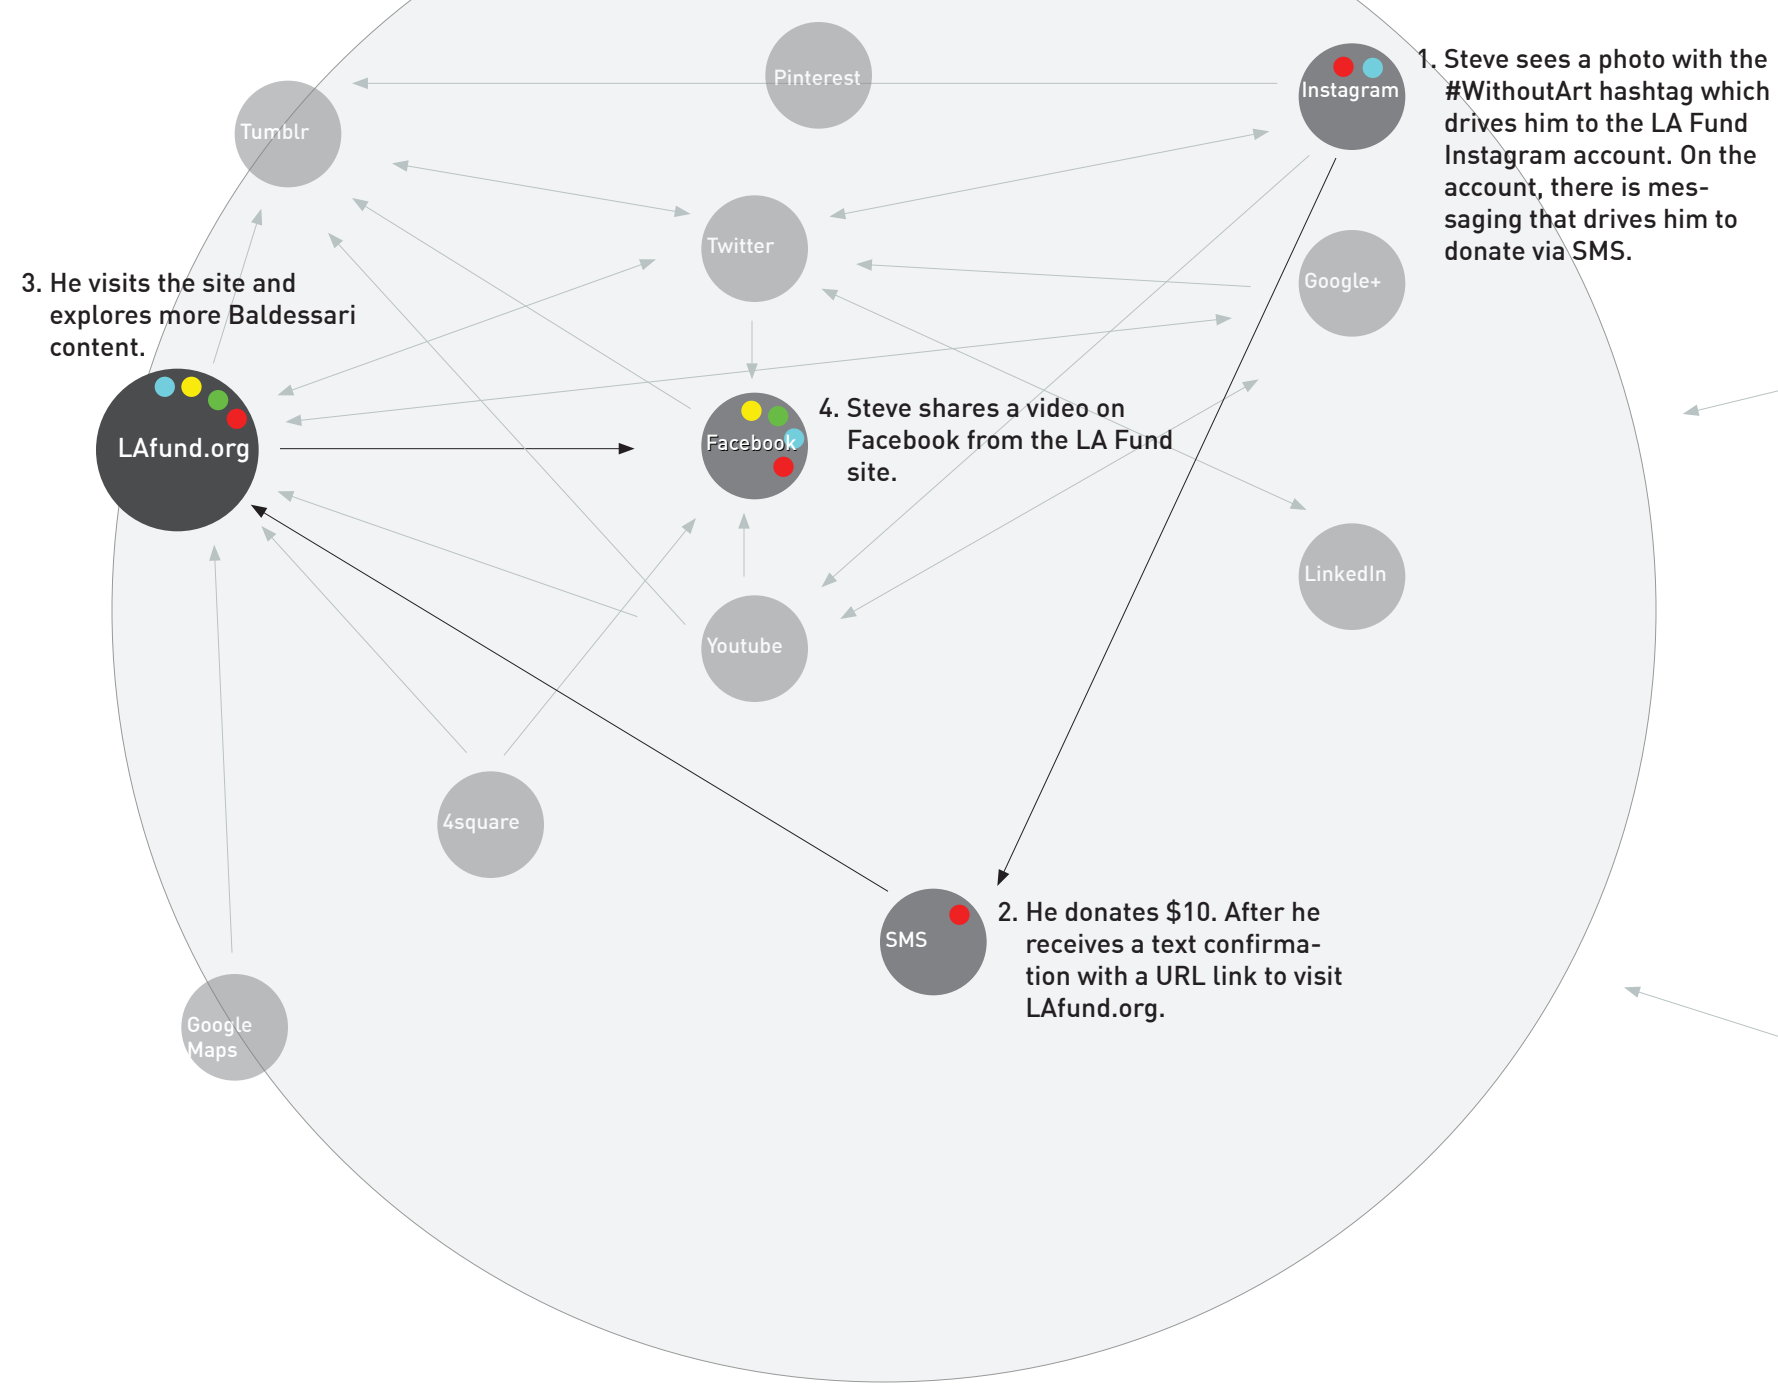 Pinterest
Instagram
1. Steve sees a photo with the
#WithoutArt hashtag which
drives him to the LA Fund
Instagram account. On the
account, there is mes-
saging that drives him to
donate via SMS.
Tumblr
Twitter
Google+
3. He visits the site and
explores more Baldessari
content.
LAfund.org
Facebook
4. Steve shares a video on
Facebook from the LA Fund
site.
LinkedIn
Youtube
4square
SMS
2. He donates $10. After he
receives a text confirma-
tion with a URL link to visit
LAfund.org.
Google
Maps